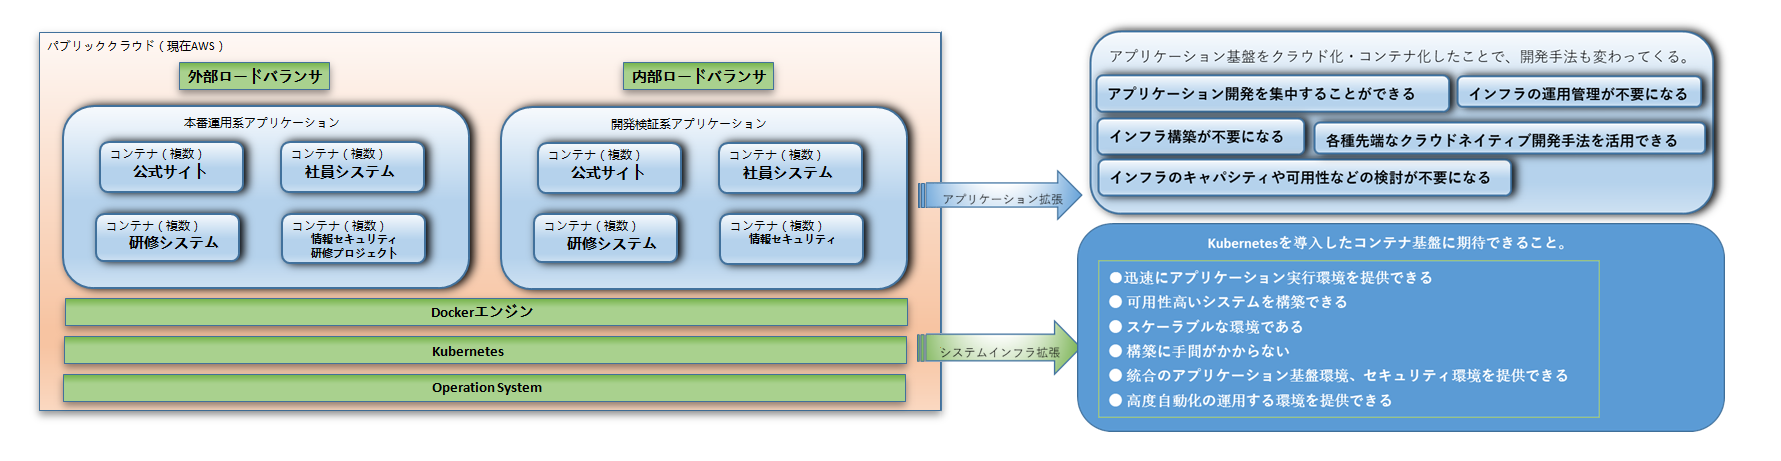 パブリッククラウド（現在AWS）
外部ロードバランサ
内部ロードバランサ
本番運用系アプリケーション
コンテナ（複数）
公式サイト
コンテナ（複数）
社員システム
コンテナ（複数）
研修システム
コンテナ（複数）
情報セキュリティ
研修プロジェクト
開発検証系アプリケーション
コンテナ（複数）
公式サイト
コンテナ（複数）
社員システム
コンテナ（複数）
研修システム
コンテナ（複数）
情報セキュリティ
Dockerエンジン
Kubernetes
Operation System
アプリケーション拡張
システムインフラ拡張
アプリケーション基盤をクラウド化・コンテナ化したことで、開発手法も変わってくる。
アプリケーション開発を集中することができる
インフラの運用管理が不要になる
インフラ構築が不要になる
各種先端なクラウドネイティブ開発手法を活用できる
インフラのキャパシティや可用性などの検討が不要になる
Kubernetesを導入したコンテナ基盤に期待できること。
●迅速にアプリケーション実行環境を提供できる
● 可用性高いシステムを構築できる
● スケーラブルな環境である
● 構築に手間がかからない
● 統合のアプリケーション基盤環境、セキュリティ環境を提供できる
● 高度自動化の運用する環境を提供できる